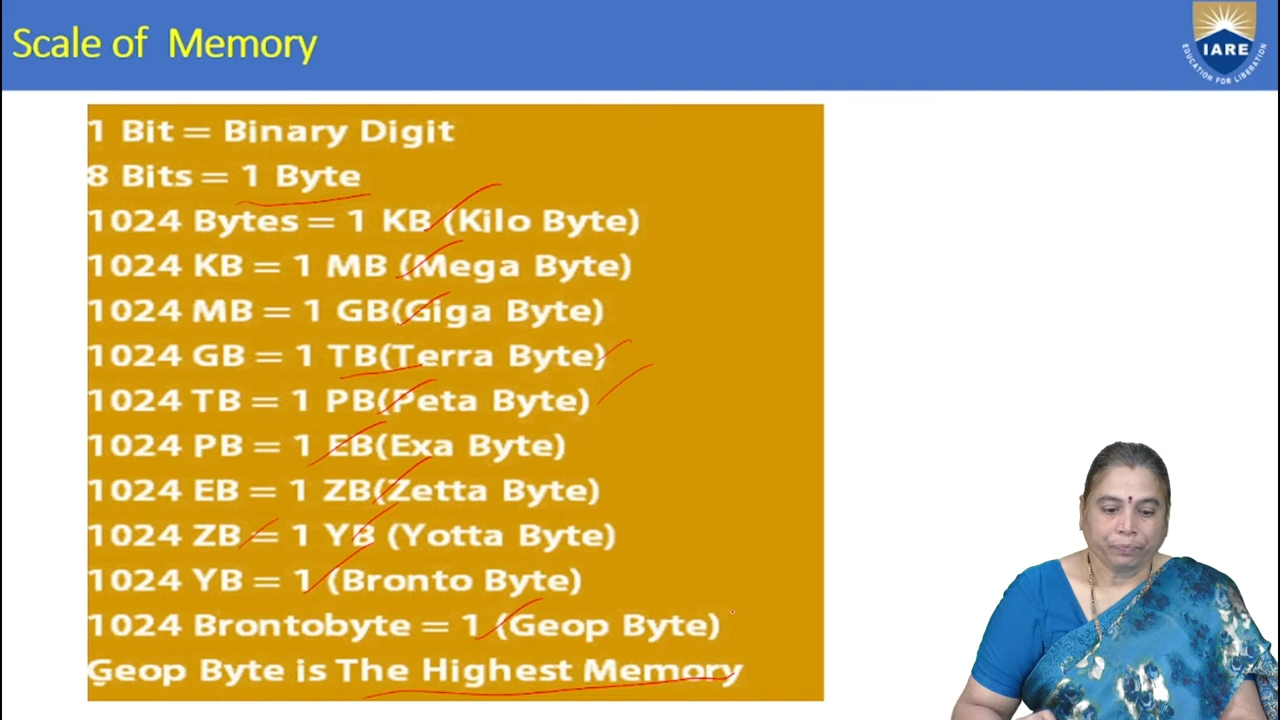 Scale of Memory
IARE
EDUCATION FOR LIBERATION
1 Bit = Binary Digit
8 Bits = 1 Byte
1024 Bytes = 1 KB (Kilo Byte)
1024 KB = 1 MB (Mega Byte)
1024 MB = 1 GB(Giga Byte)
1024 GB = 1 TB(Terra Byte)
1024 TB = 1 PB(Peta Byte)
1024 PB = 1 EB(Exa Byte)
1024 EB = 1 ZB(Zetta Byte)
1024 ZB = 1 YB (Yotta Byte)
1024 YB = 1 (Bronto Byte)
1024 Brontobyte = 1 (Geop Byte)
Geop Byte is The Highest Memory